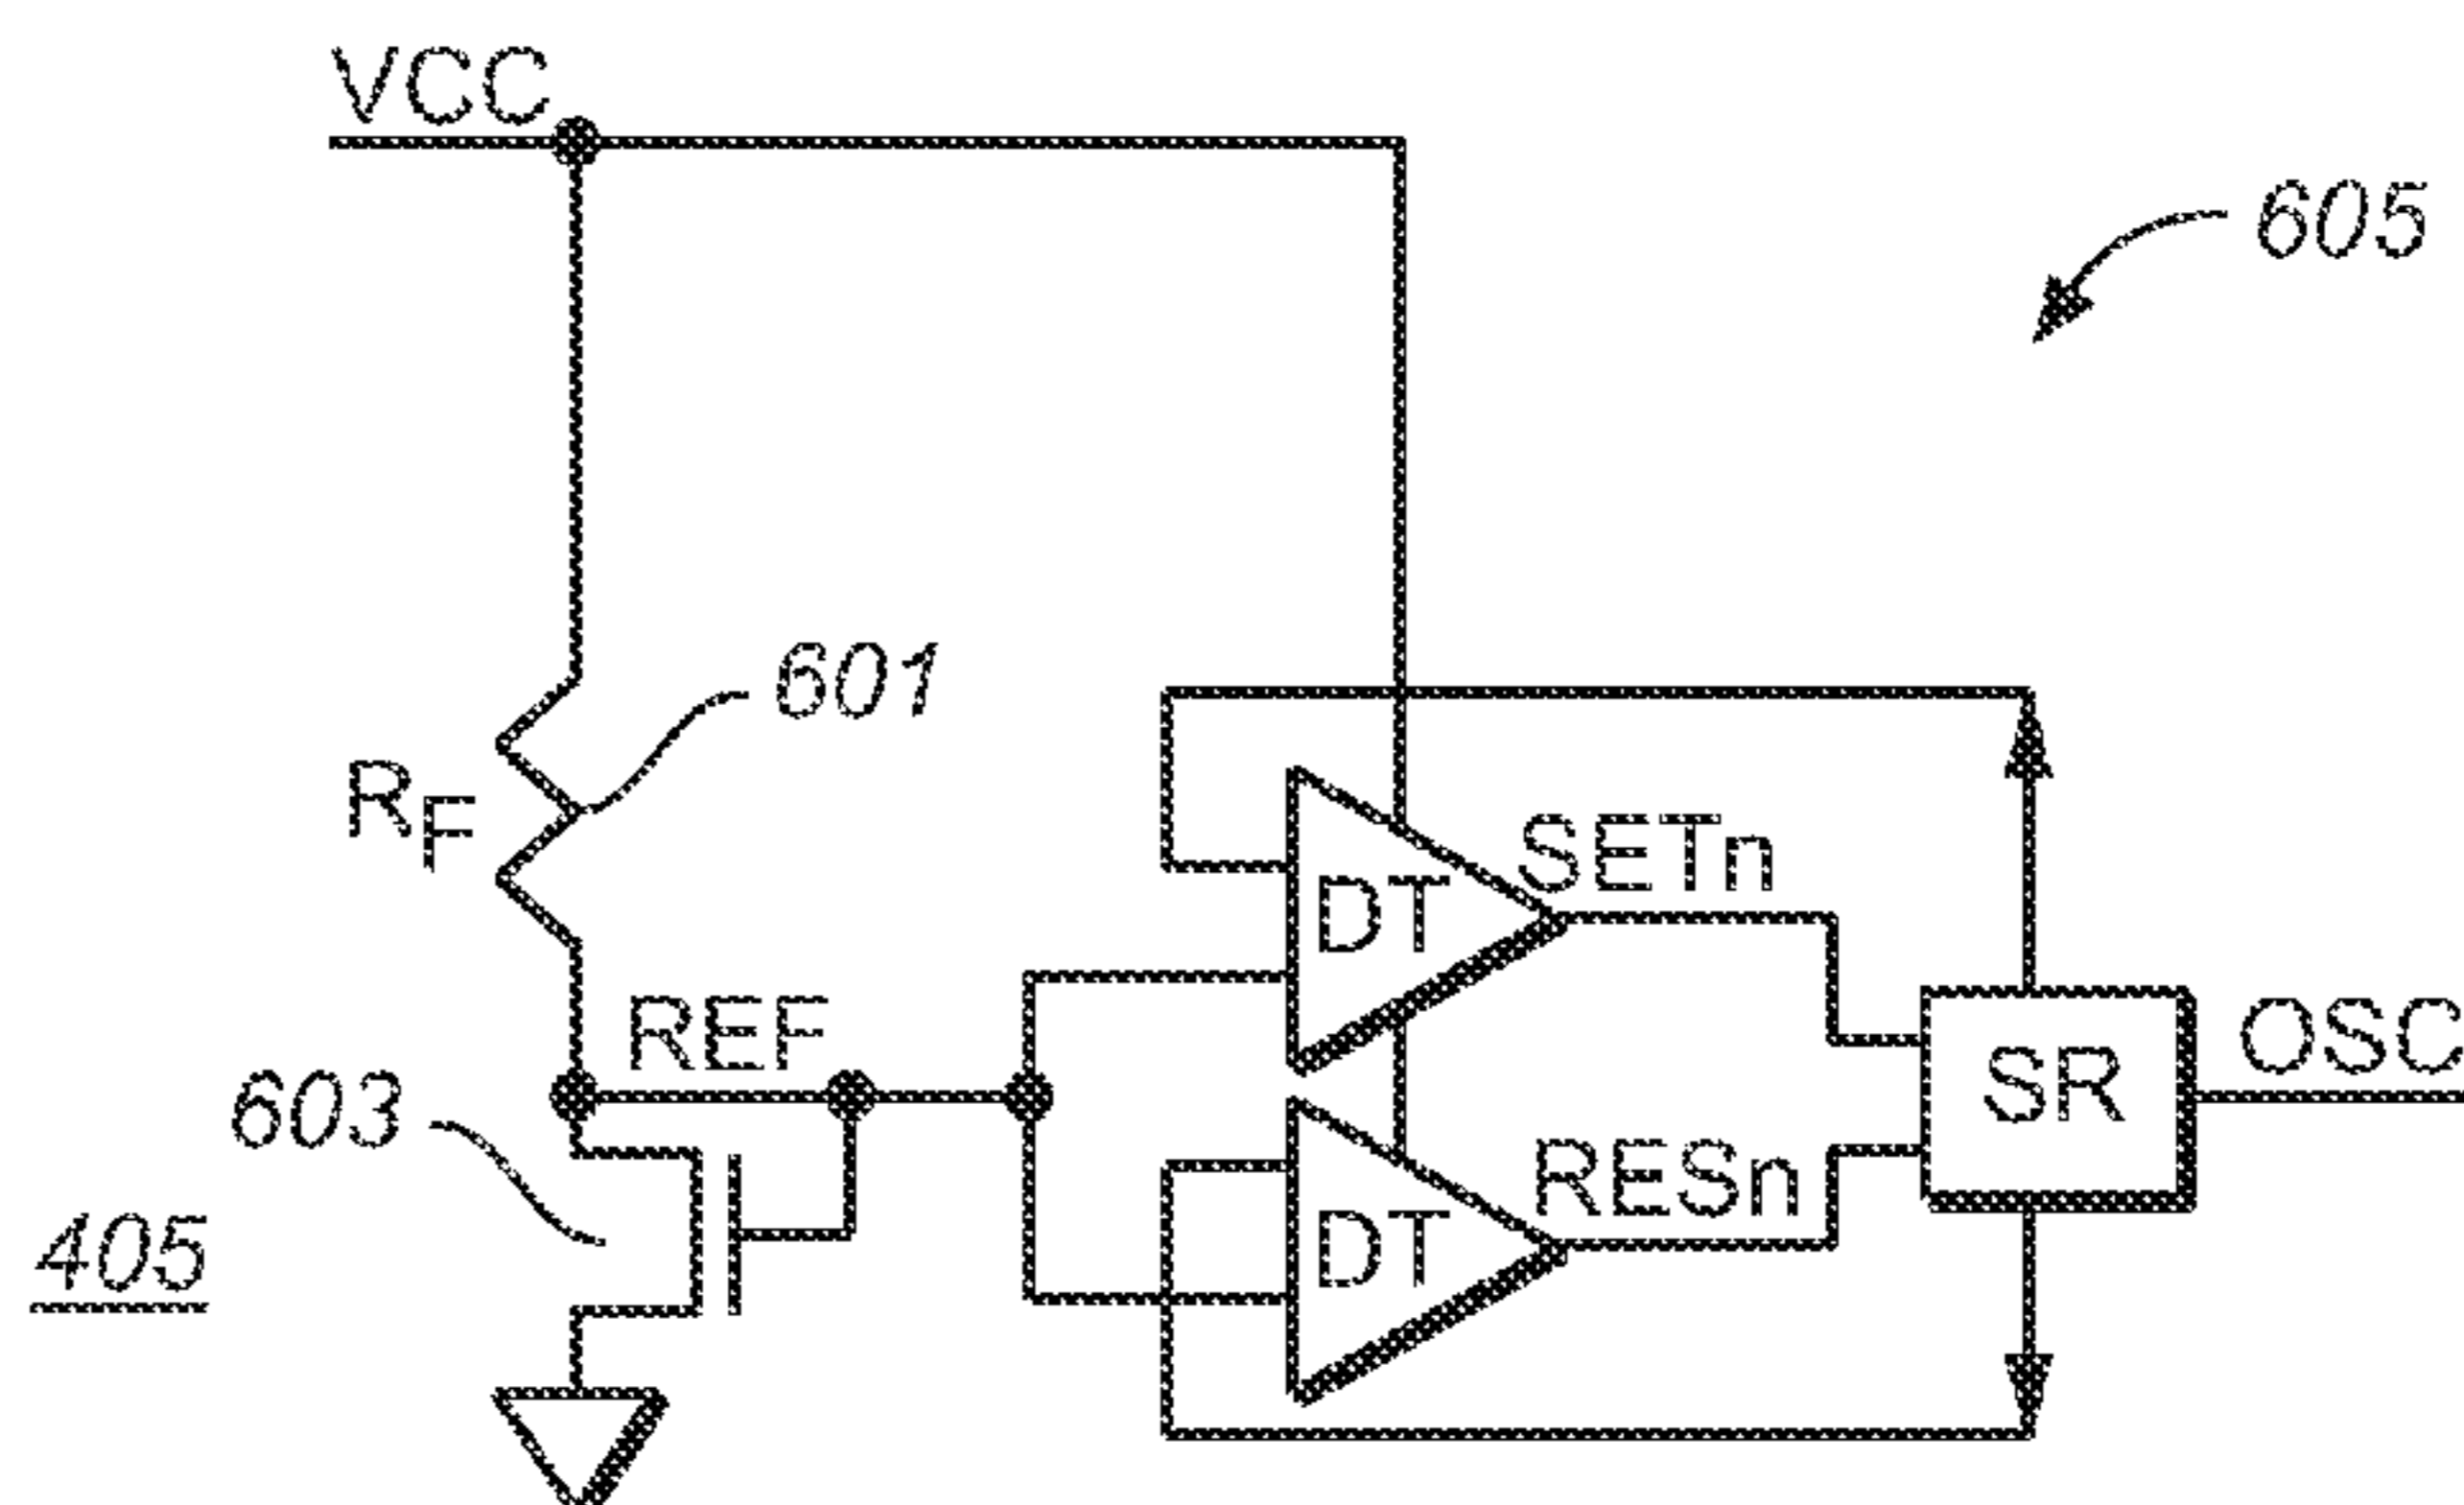 VCC
605
601
RF
SETn
DT
REF
OSC
SR
603
RESn
405
DT